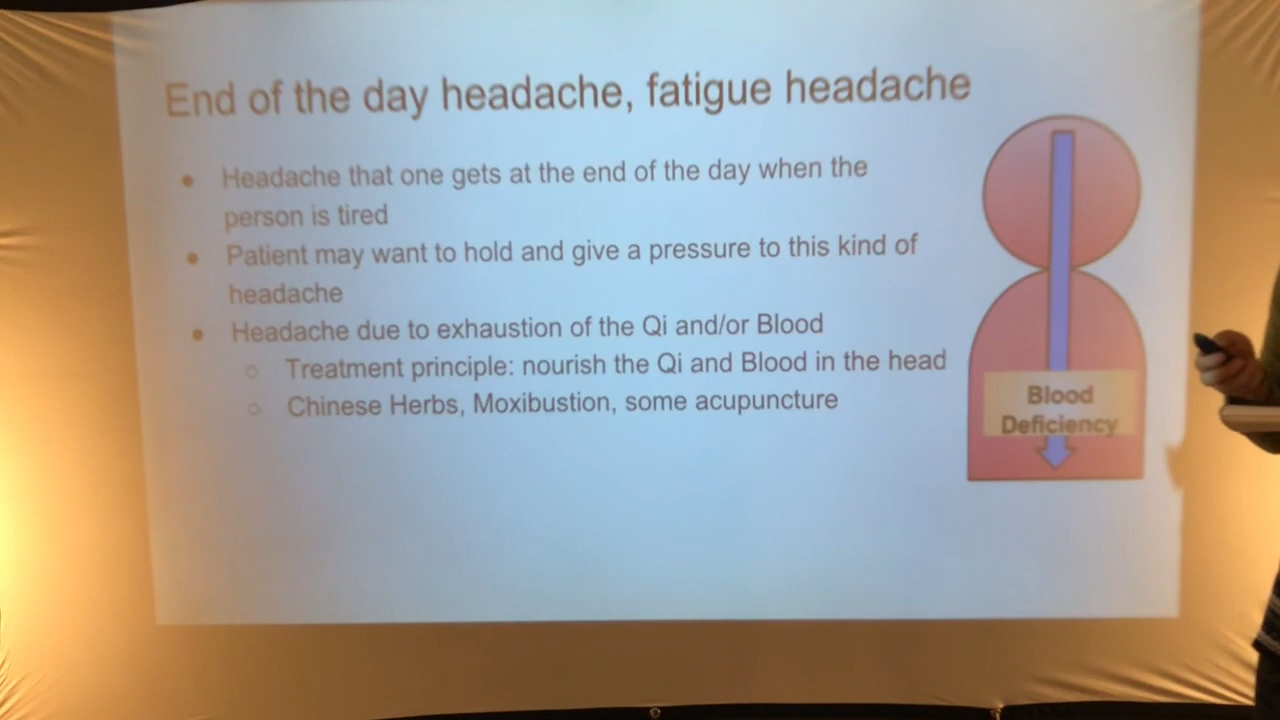 End of the day headache, fatigue headache
● Headache that one gets at the end of the day when the
person is tired
● Patient may want to hold and give a pressure to this kind of
headache
● Headache due to exhaustion of the Qi and/or Blood
○ Treatment principle: nourish the Qi and Blood in the head
○ Chinese Herbs, Moxibustion, some acupuncture
Blood
Deficiency